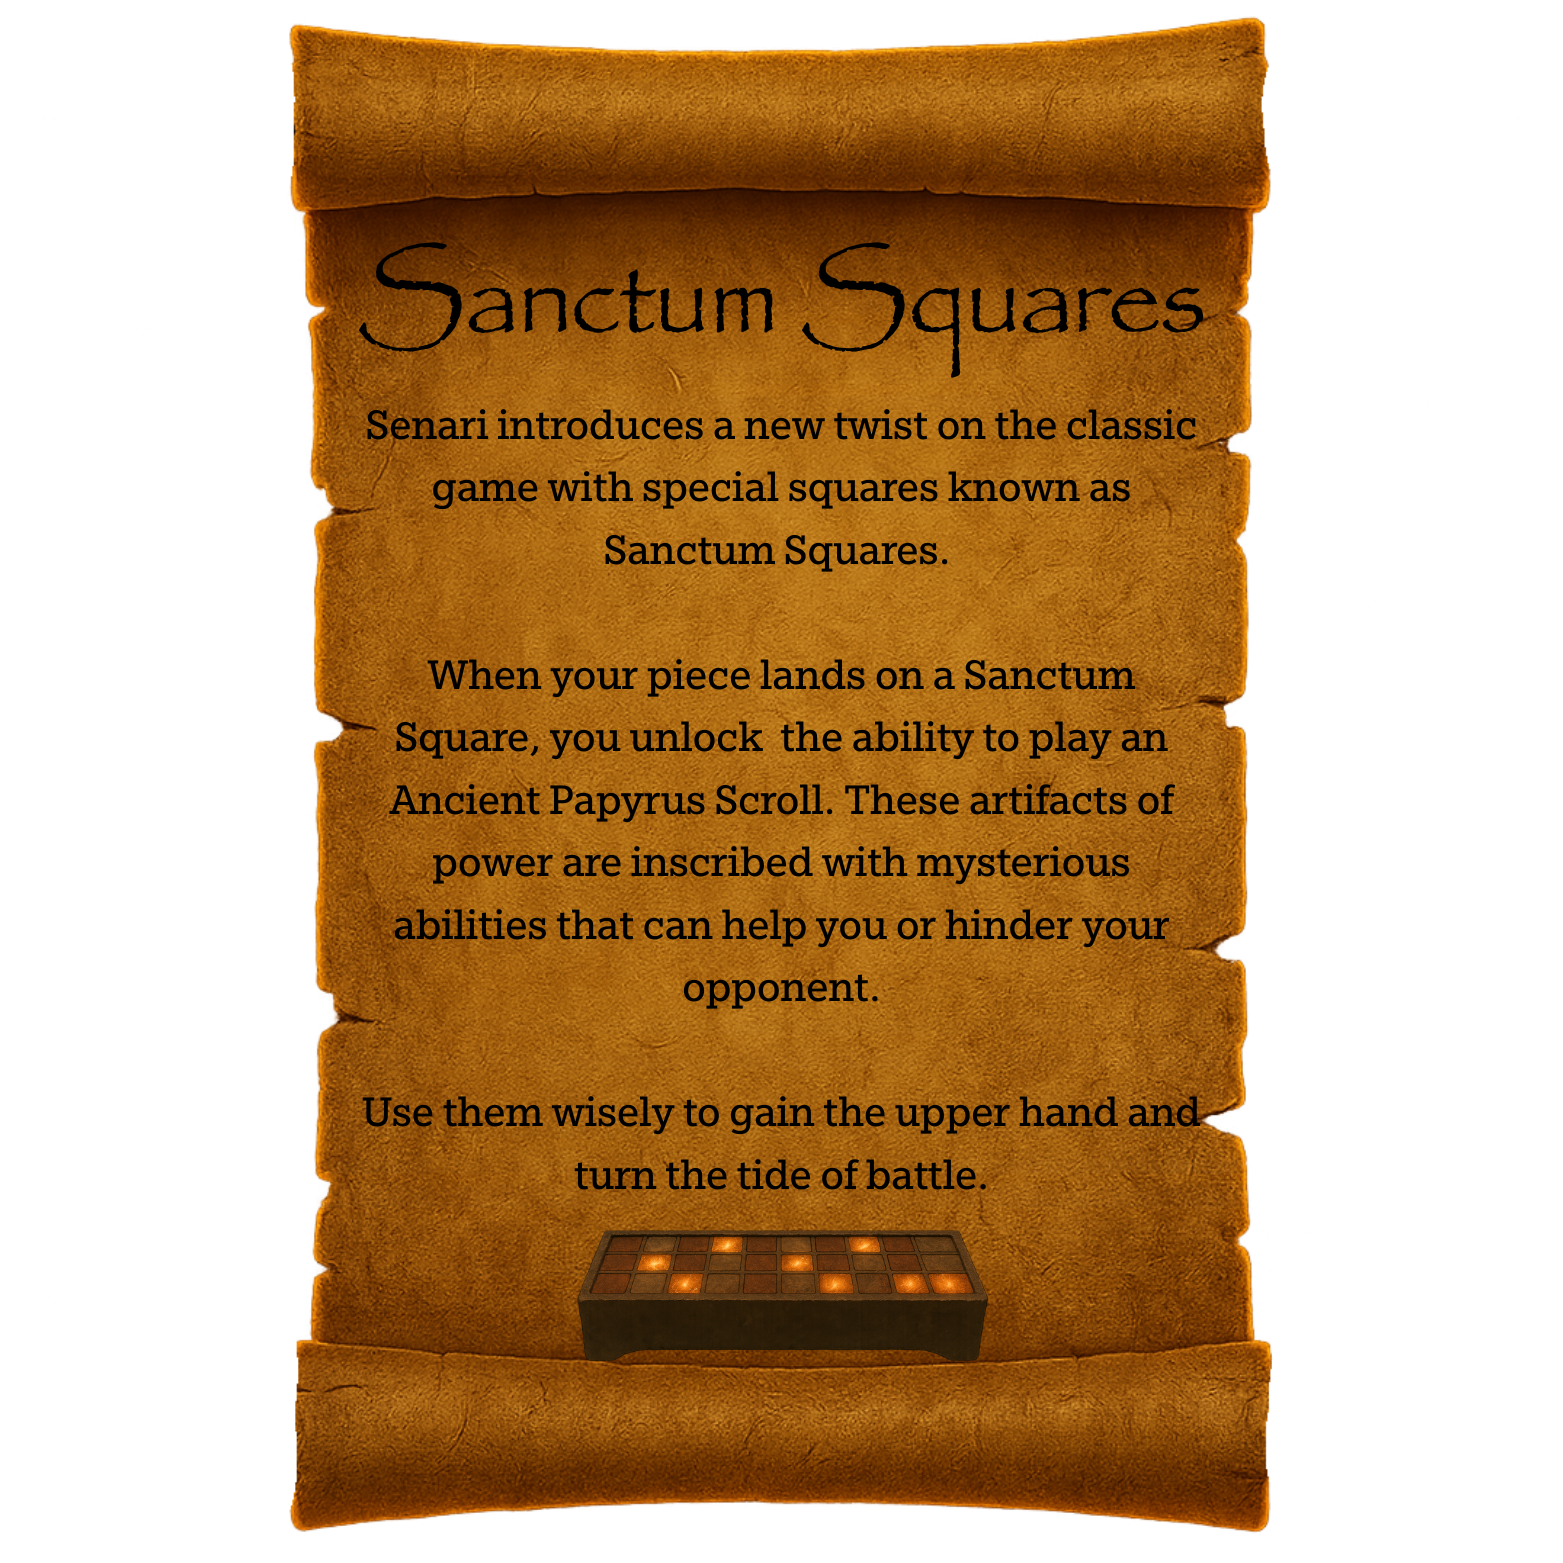 Sanctum Squares
Senari introduces a new twist on the classic
game with special squares known as
Sanctum Squares.
When your piece lands on a Sanctum
Square, you unlock  the ability to play an
Ancient Papyrus Scroll. These artifacts of
power are inscribed with mysterious
abilities that can help you or hinder your
opponent.
Use them wisely to gain the upper hand and
turn the tide of battle.